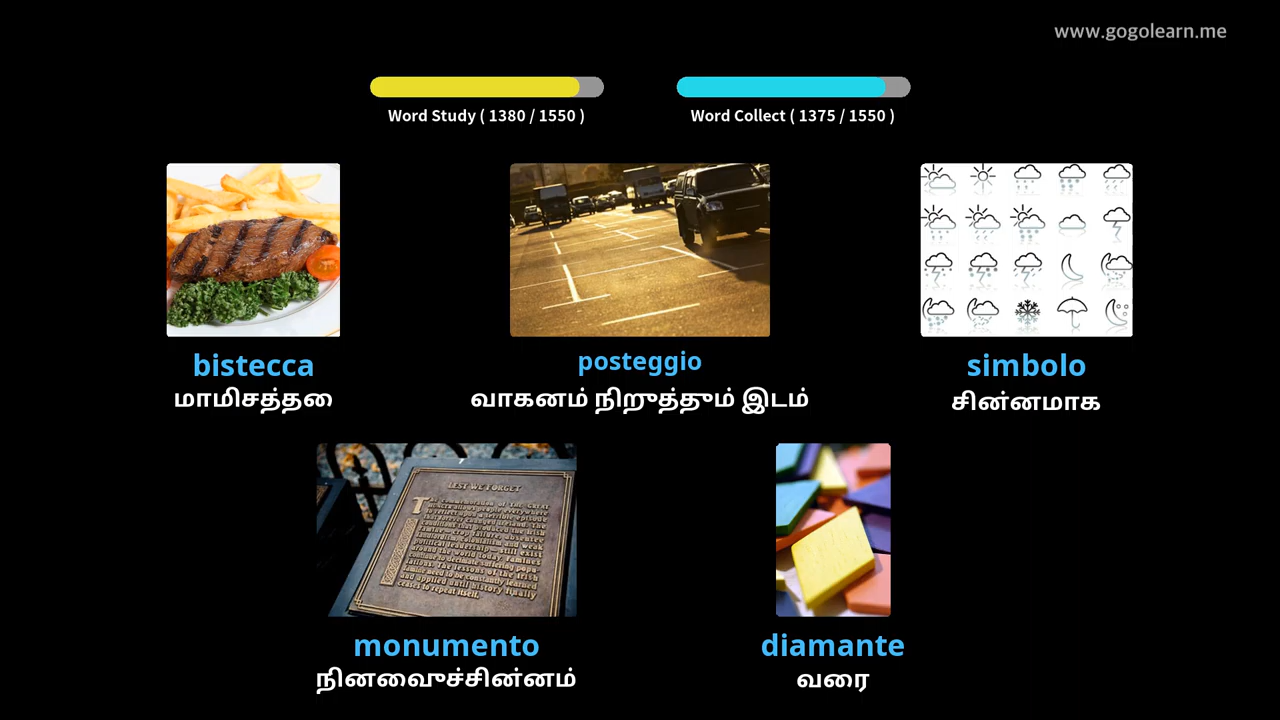 www.gogolearn.me
Word Study ( 1380 / 1550 )
Word Collect ( 1375 / 1550 )
bistecca
மாமிசத்தை
posteggio
வாகனம் நிறுத்தும் இடம்
simbolo
சின்னமாக
LEST WE FORGET
monumento
நினைவுச்சின்னம்
diamante
வரை